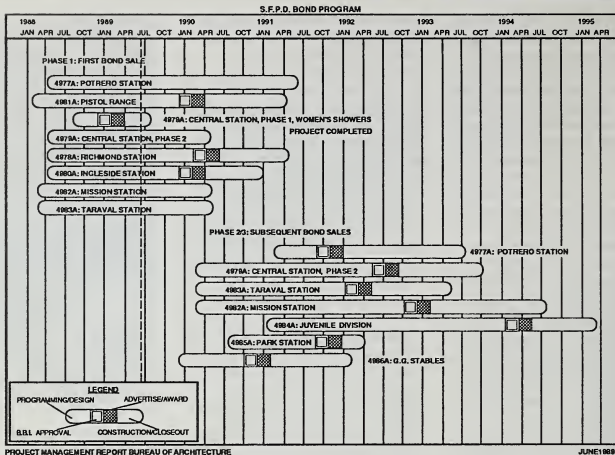 S.F.P.D. BOND PROGRAM
1988 1989 1990 1991 1992 1993 1994 1995
JAN APR JUL OCT JAN APR JUL OCT JAN APR JUL OCT JAN APR JUL OCT JAN APR JUL OCT JAN APR JUL OCT JAN APR JUL OCT JAN APR
PHASE 1: FIRST BOND SALE
4977A: POTRERO STATION
4981A: PISTOL RANGE
4979A: CENTRAL STATION, PHASE 1, WOMEN'S SHOWERS
PROJECT COMPLETED
4979A: CENTRAL STATION, PHASE 2
4978A: RICHMOND STATION
4980A: INGLESIDE STATION
4982A: MISSION STATION
4983A: TARAVAL STATION
PHASE 2/3: SUBSEQUENT BOND SALES
4977A: POTRERO STATION
4979A: CENTRAL STATION, PHASE 2
4983A: TARAVAL STATION
4982A: MISSION STATION
4984A: JUVENILE DIVISION
4985A: PARK STATION
4986A: G.G. STABLES
LEGEND
PROGRAMMING/DESIGN ADVERTISE/AWARD
B.B.I. APPROVAL CONSTRUCTION/CLOSEOUT
PROJECT MANAGEMENT REPORT BUREAU OF ARCHITECTURE JUNE1989